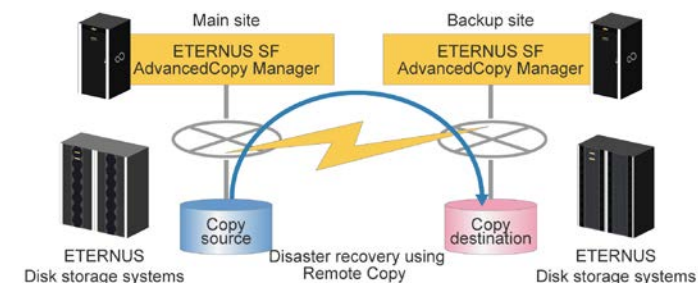 Main site
Backup site
ETERNUS SF
AdvancedCopy Manager
ETERNUS SF
AdvancedCopy Manager
Copy
source
Copy
destination
Disaster recovery using
Remote Copy
ETERNUS
Disk storage systems
ETERNUS
Disk storage systems